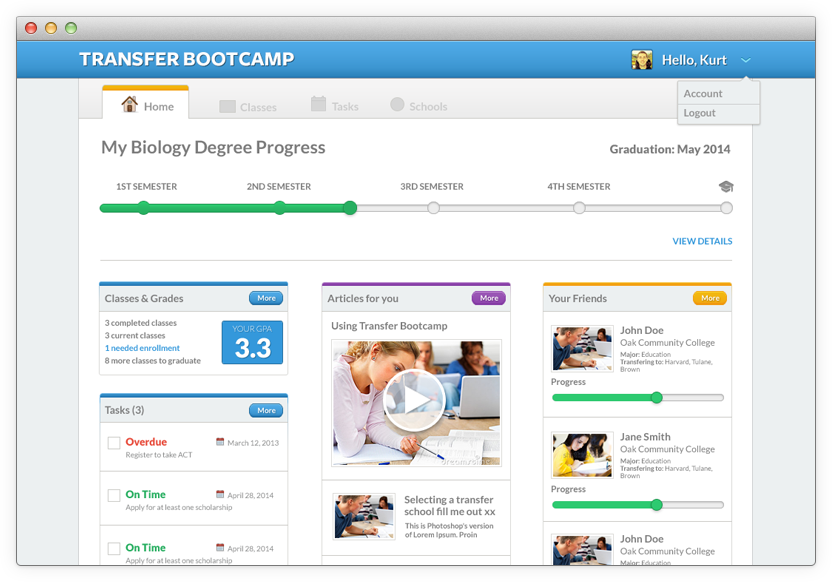 TRANSFER BOOTCAMP
Hello, Kurt
Account
Logout
Home
Classes
Tasks
Schools
My Biology Degree Progress
Graduation: May 2014
1ST SEMESTER
2ND SEMESTER
3RD SEMESTER
4TH SEMESTER
VIEW DETAILS
Classes & Grades
More
3 completed classes
3 current classes
1 needed enrollment
8 more classes to graduate
YOUR GPA
3.3
Tasks (3)
More
Overdue
March 12, 2013
Register to take ACT
On Time
April 28, 2014
Apply for at least one scholarship
On Time
April 28, 2014
Apply for at least one scholarship
Articles for you
More
Using Transfer Bootcamp
Selecting a transfer
school fill me out xx
This is Photoshop's version
of Lorem Ipsum. Proin
Your Friends
More
John Doe
Oak Community College
Major: Education
Transfering to: Harvard, Tulane,
Brown
Progress
Jane Smith
Oak Community College
Major: Education
Transfering to: Harvard, Tulane,
Brown
Progress
John Doe
Oak Community College
Major: Education